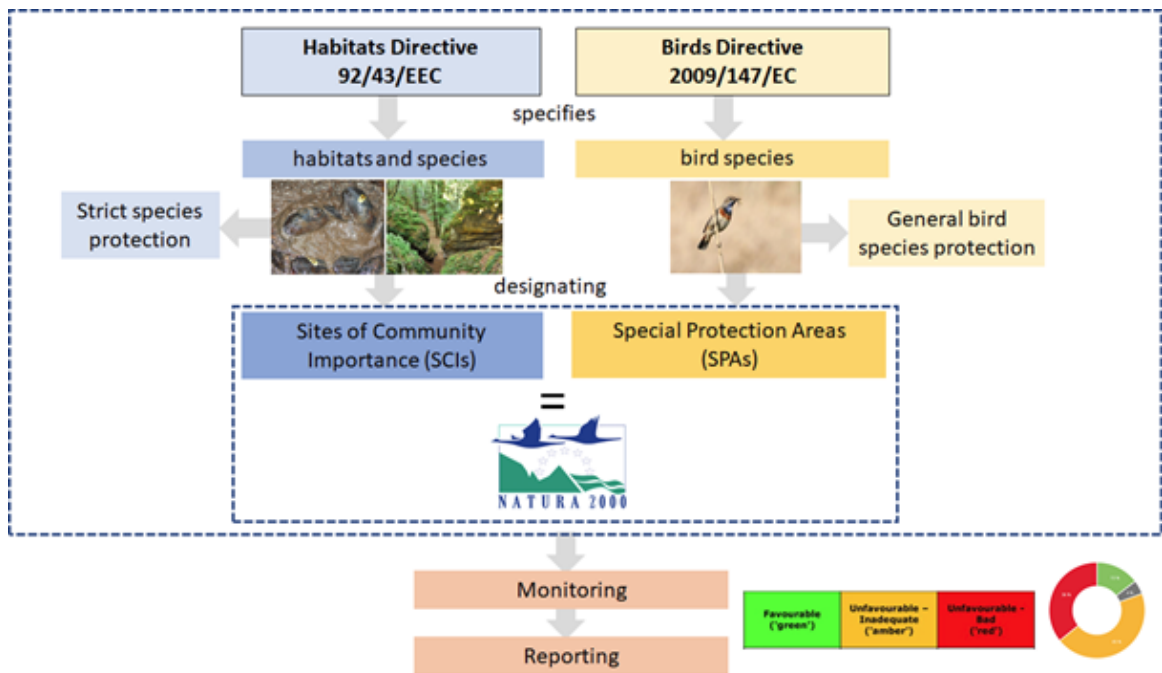 Habitats Directive
92/43/EEC
Birds Directive
2009/147/EC
specifies
habitats and species
bird species
Strict species
protection
General bird
species protection
designating
Sites of Community
Importance (SCIs)
Special Protection Areas
(SPAs)
=
NATURA 2000
Monitoring
Favourable
('green')
Unfavourable –
Inadequate
('amber')
Unfavourable -
Bad
('red')
Reporting